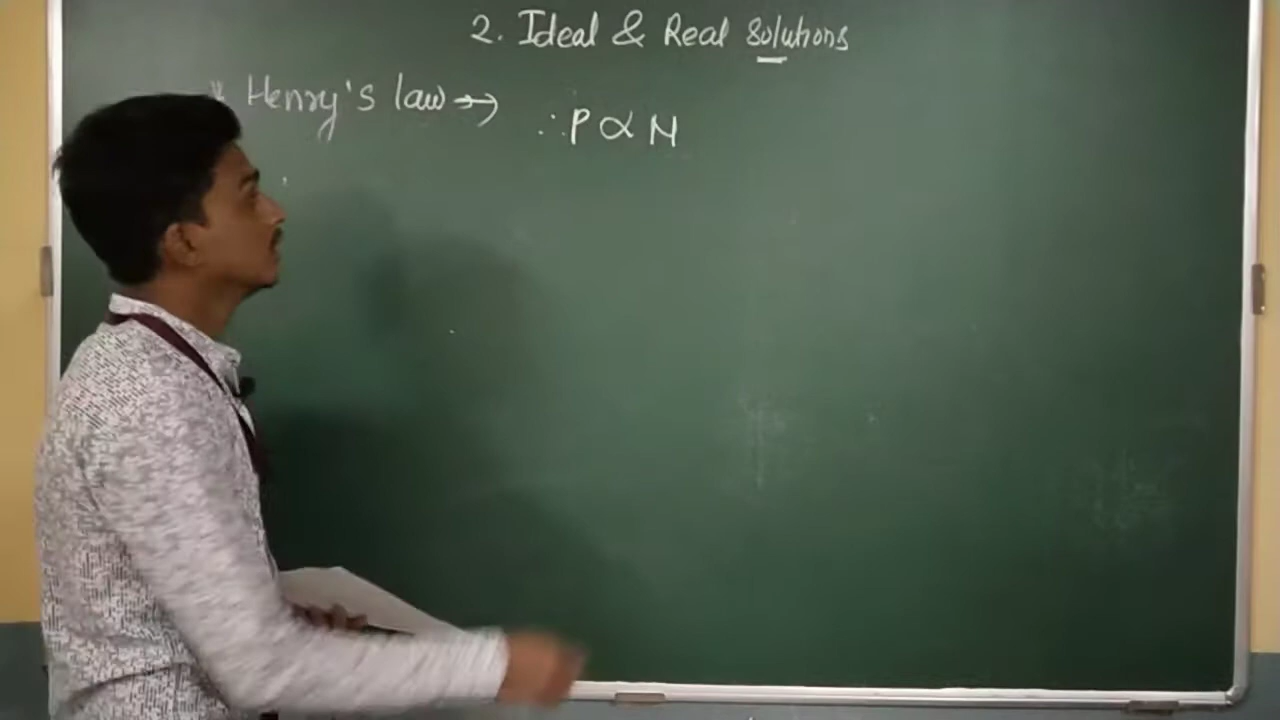 2. Ideal & Real Solutions
* Henry's law → ∴ P ∝ N